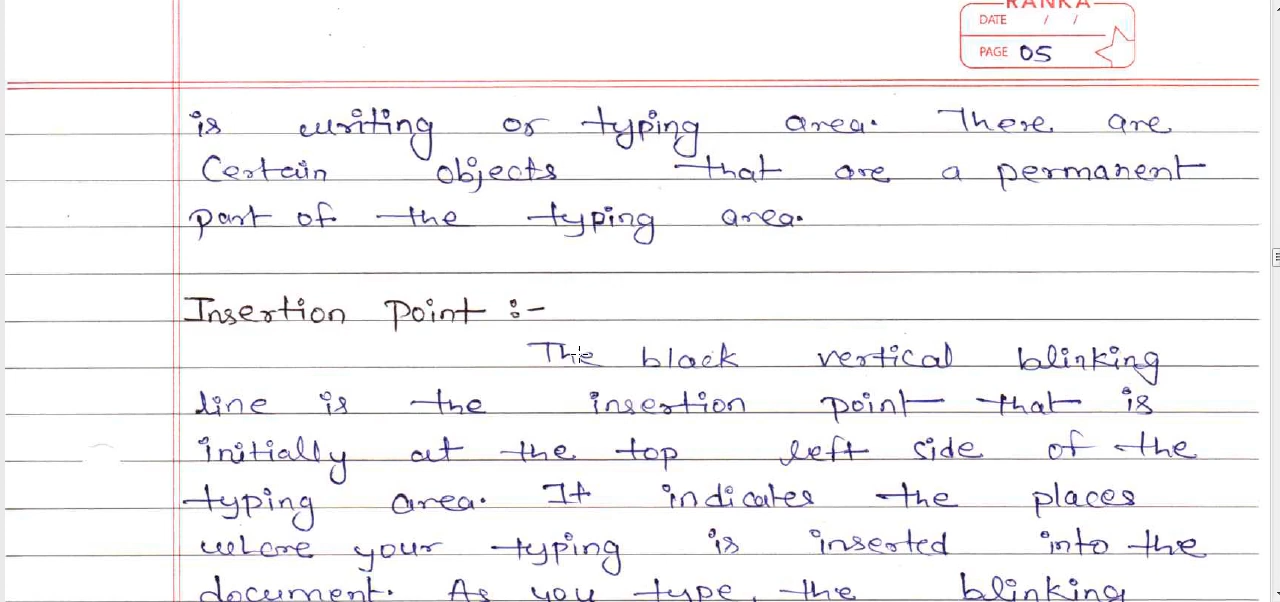 RANKA
DATE / /
PAGE 05
is writing or typing area. There are
Certain objects that are a permanent
part of the typing area.
Insertion Point :-
The black vertical blinking
line is the insertion point that is
initially at the top left side of the
typing area. It indicates the places
where your typing is inserted into the
document. As you type, the blinking